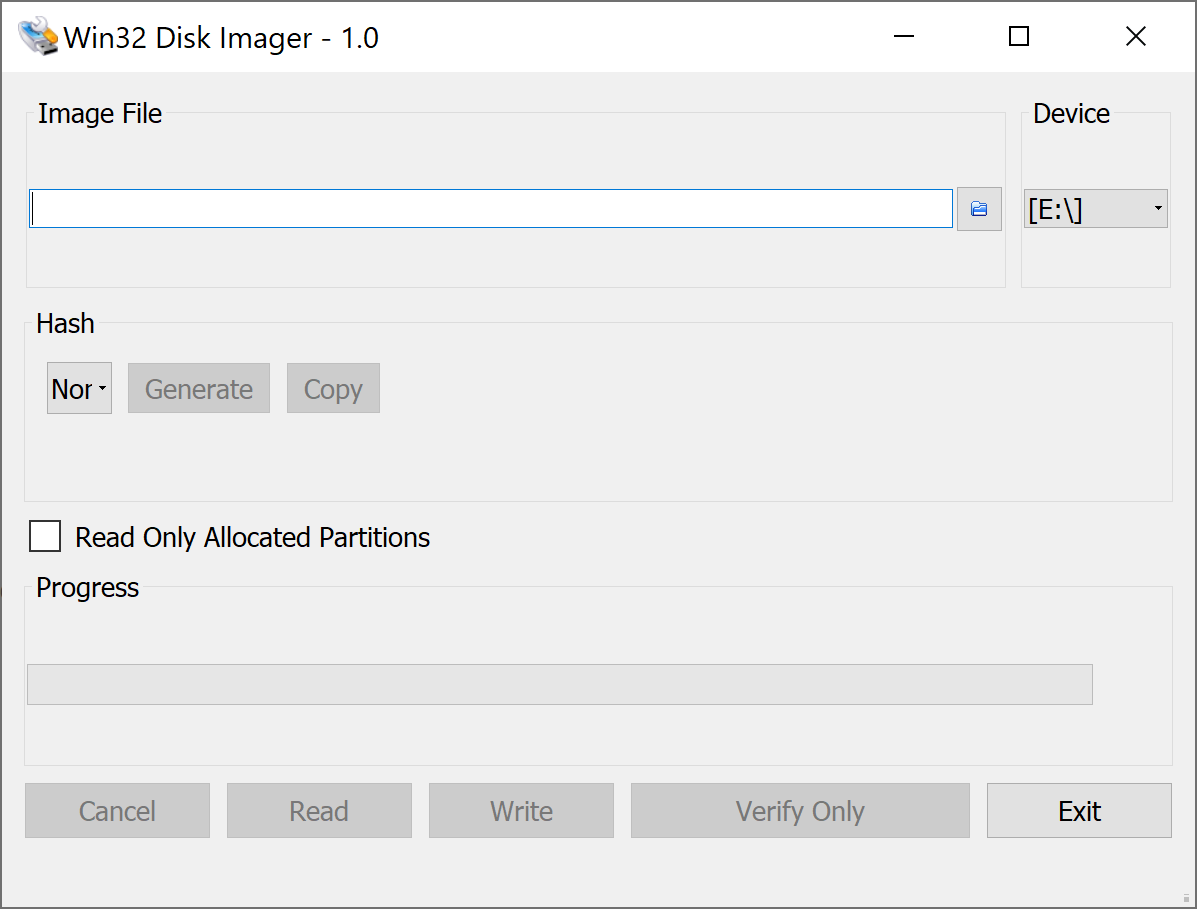 Win32 Disk Imager - 1.0
Image File
Device
[E:\]
Hash
Nor
Generate
Copy
Read Only Allocated Partitions
Progress
Cancel
Read
Write
Verify Only
Exit